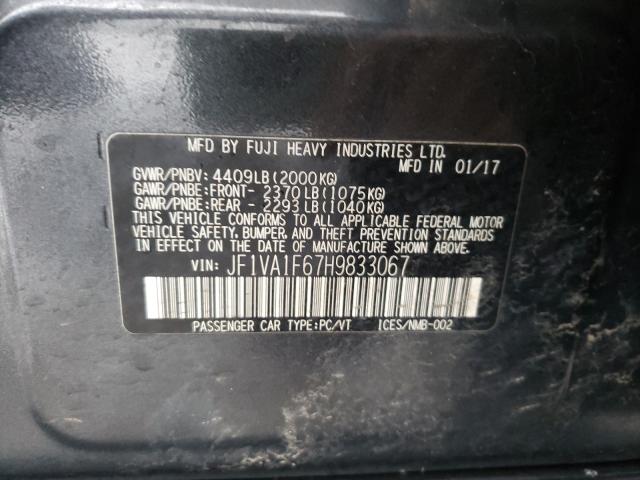 MFD BY FUJI HEAVY INDUSTRIES LTD.
MFD IN 01/17
GVWR/PNBV: 4409LB(2000KG)
GAWR/PNBE:FRONT- 2370LB(1075KG)
GAWR/PNBE:REAR - 2293LB(1040KG)
THIS VEHICLE CONFORMS TO ALL APPLICABLE FEDERAL MOTOR
VEHICLE SAFETY, BUMPER, AND THEFT PREVENTION STANDARDS
IN EFFECT ON THE DATE OF MANUFACTURE SHOWN ABOVE.
VIN: JF1VA1F67H9833067
PASSENGER CAR TYPE:PC/VT ICES/NMB-002